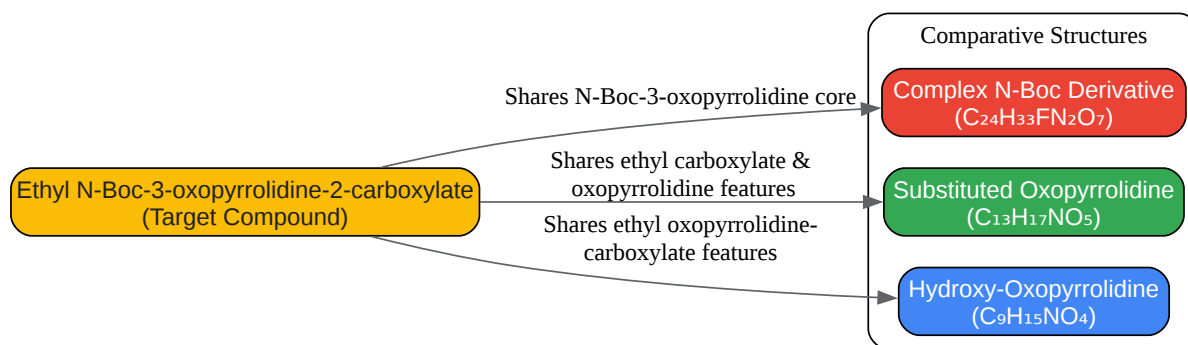 Comparative Structures
Shares N-Boc-3-oxopyrrolidine core
Complex N-Boc Derivative
(C₂₄H₃₃FN₂O₇)
Ethyl N-Boc-3-oxopyrrolidine-2-carboxylate
(Target Compound)
Shares ethyl carboxylate &
oxopyrrolidine features
Substituted Oxopyrrolidine
(C₁₃H₁₇NO₅)
Shares ethyl oxopyrrolidine-
carboxylate features
Hydroxy-Oxopyrrolidine
(C₉H₁₅NO₄)